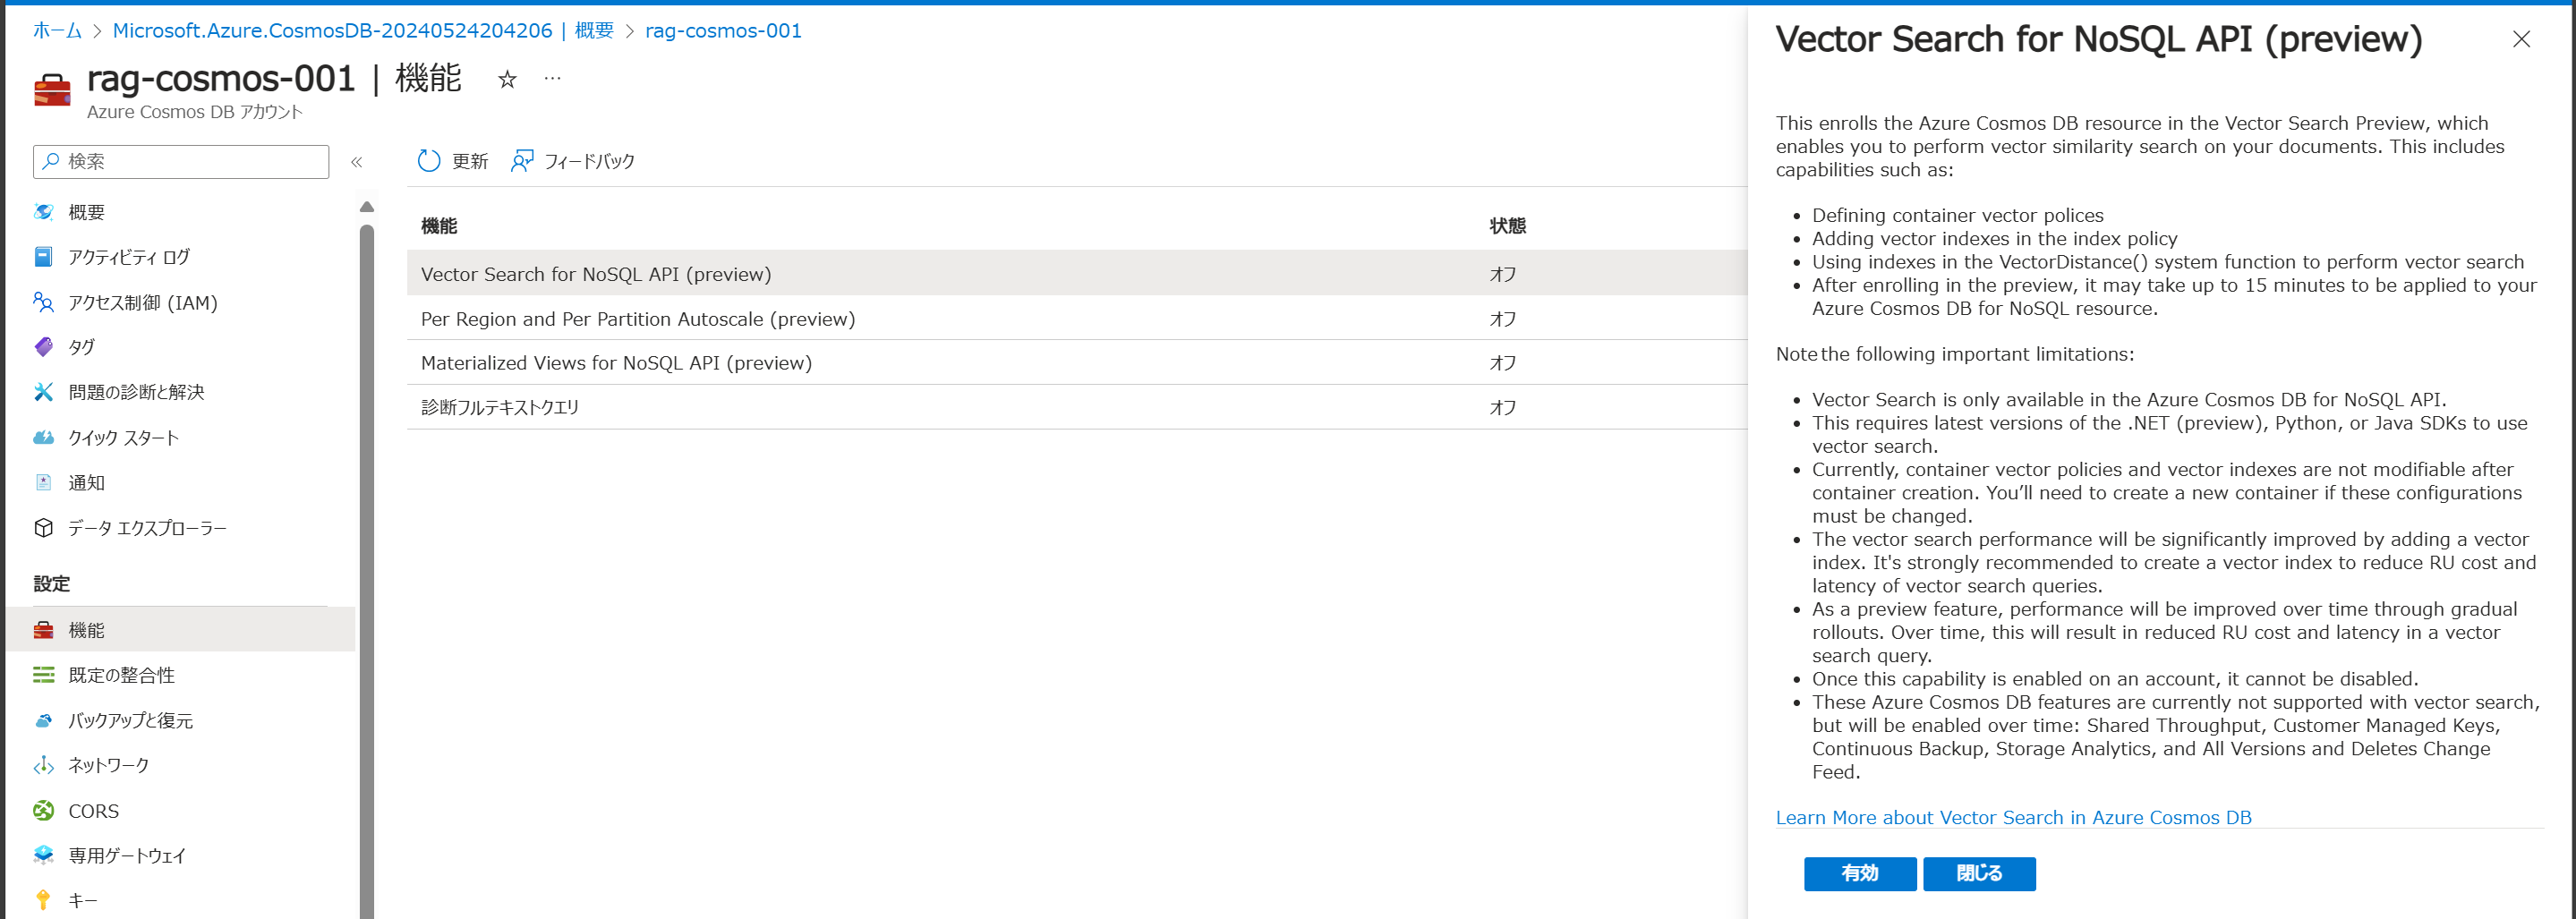 ホーム > Microsoft.Azure.CosmosDB-20240524204206 | 概要 > rag-cosmos-001
rag-cosmos-001 | 機能 ☆ …
Azure Cosmos DB アカウント
検索 «
概要
アクティビティ ログ
アクセス制御 (IAM)
タグ
問題の診断と解決
クイック スタート
通知
データ エクスプローラー
設定
機能
既定の整合性
バックアップと復元
ネットワーク
CORS
専用ゲートウェイ
キー
更新 フィードバック
機能 状態
Vector Search for NoSQL API (preview) オフ
Per Region and Per Partition Autoscale (preview) オフ
Materialized Views for NoSQL API (preview) オフ
診断フルテキストクエリ オフ
Vector Search for NoSQL API (preview)
This enrolls the Azure Cosmos DB resource in the Vector Search Preview, which
enables you to perform vector similarity search on your documents. This includes
capabilities such as:
• Defining container vector polices
• Adding vector indexes in the index policy
• Using indexes in the VectorDistance() system function to perform vector search
• After enrolling in the preview, it may take up to 15 minutes to be applied to your
Azure Cosmos DB for NoSQL resource.
Note the following important limitations:
• Vector Search is only available in the Azure Cosmos DB for NoSQL API.
• This requires latest versions of the .NET (preview), Python, or Java SDKs to use
vector search.
• Currently, container vector policies and vector indexes are not modifiable after
container creation. You’ll need to create a new container if these configurations
must be changed.
• The vector search performance will be significantly improved by adding a vector
index. It's strongly recommended to create a vector index to reduce RU cost and
latency of vector search queries.
• As a preview feature, performance will be improved over time through gradual
rollouts. Over time, this will result in reduced RU cost and latency in a vector
search query.
• Once this capability is enabled on an account, it cannot be disabled.
• These Azure Cosmos DB features are currently not supported with vector search,
but will be enabled over time: Shared Throughput, Customer Managed Keys,
Continuous Backup, Storage Analytics, and All Versions and Deletes Change
Feed.
Learn More about Vector Search in Azure Cosmos DB
有効 閉じる